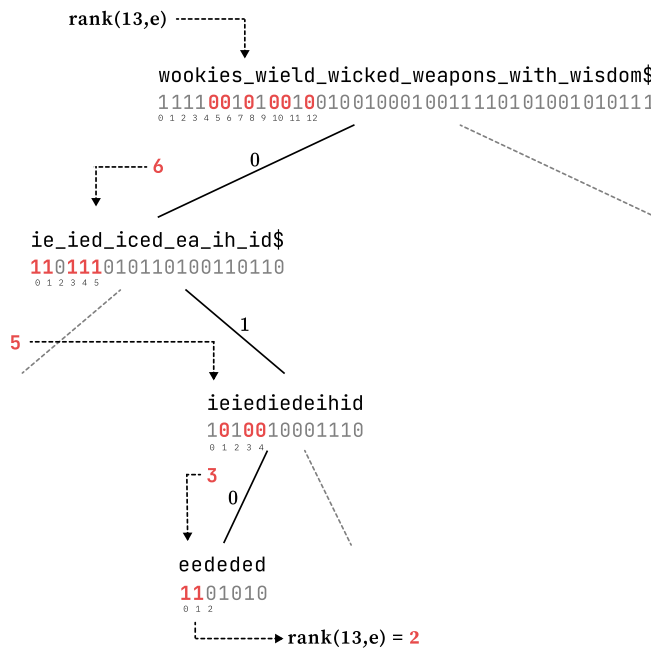 rank(13,e)
wookies_wield_wicked_weapons_with_wisdom$
11110010100100100100010011110101001010111
0 1 2 3 4 5 6 7 8 9 10 11 12
0
6
ie_ied_iced_ea_ih_id$
110111010110100110110
0 1 2 3 4 5
1
5
ieiediedeihid
1010010001110
0 1 2 3 4
3
0
eededed
1101010
0 1 2
rank(13,e) = 2